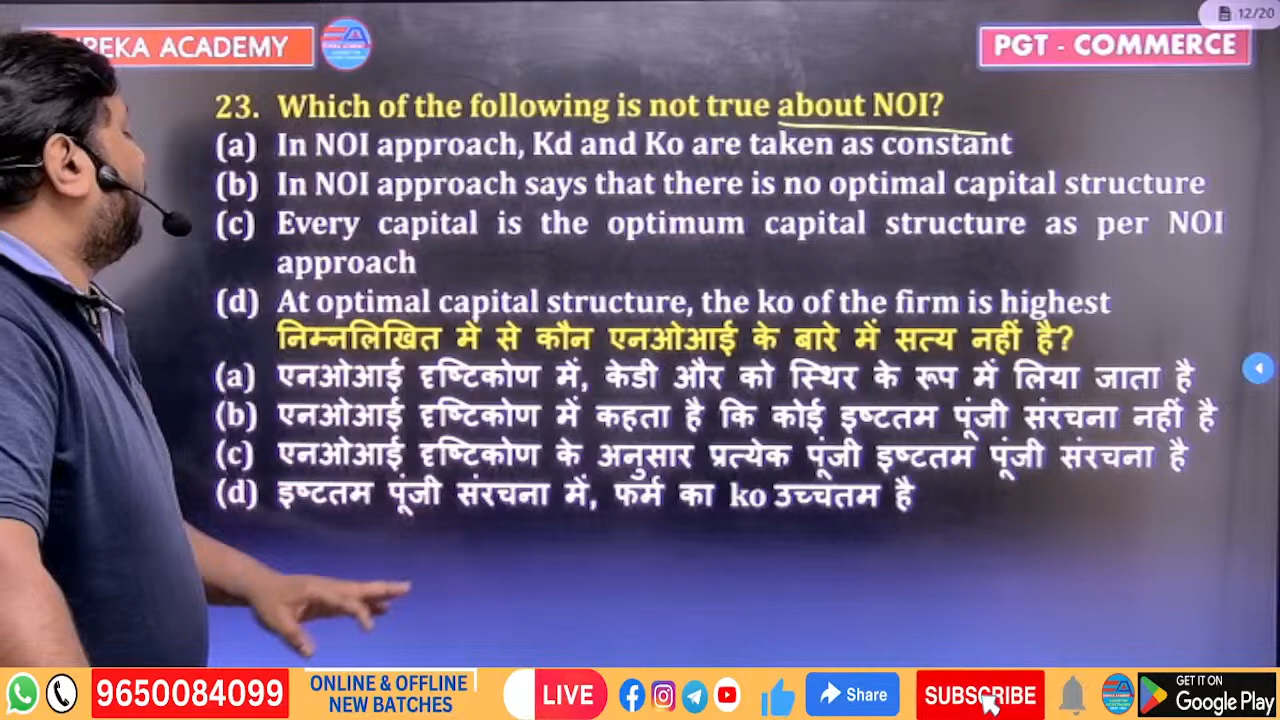 12/20
REKA ACADEMY
PGT - COMMERCE
23. Which of the following is not true about NOI?
(a) In NOI approach, Kd and Ko are taken as constant
(b) In NOI approach says that there is no optimal capital structure
(c) Every capital is the optimum capital structure as per NOI
approach
(d) At optimal capital structure, the ko of the firm is highest
निम्नलिखित में से कौन एनओआई के बारे में सत्य नहीं है?
(a) एनओआई दृष्टिकोण में, केडी और को स्थिर के रूप में लिया जाता है
(b) एनओआई दृष्टिकोण में कहता है कि कोई इष्टतम पूंजी संरचना नहीं है
(c) एनओआई दृष्टिकोण के अनुसार प्रत्येक पूंजी इष्टतम पूंजी संरचना है
(d) इष्टतम पूंजी संरचना में, फर्म का ko उच्चतम है
9650084099
ONLINE & OFFLINE
NEW BATCHES
LIVE
Share
SUBSCRIBE
GET IT ON
Google Play